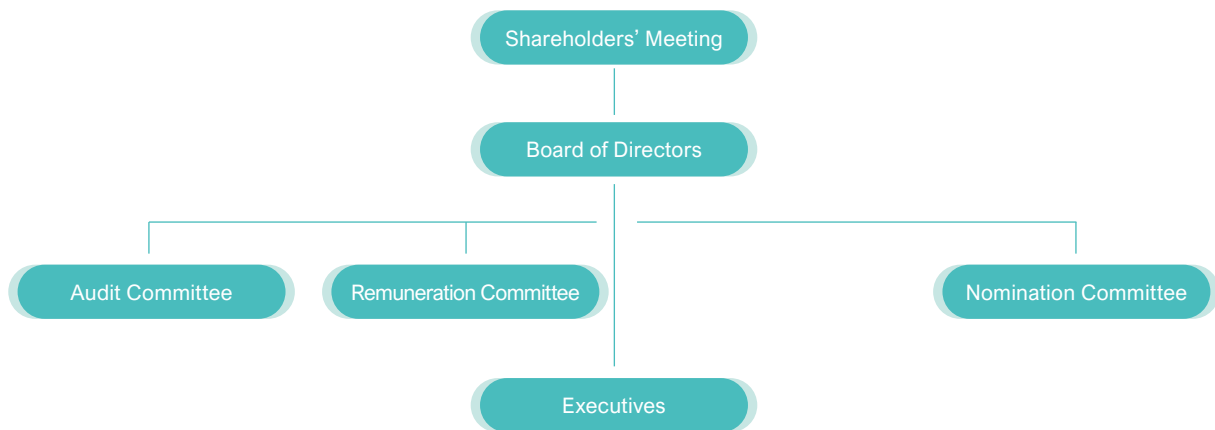 Shareholders’ Meeting
Board of Directors
Audit Committee
Remuneration Committee
Nomination Committee
Executives